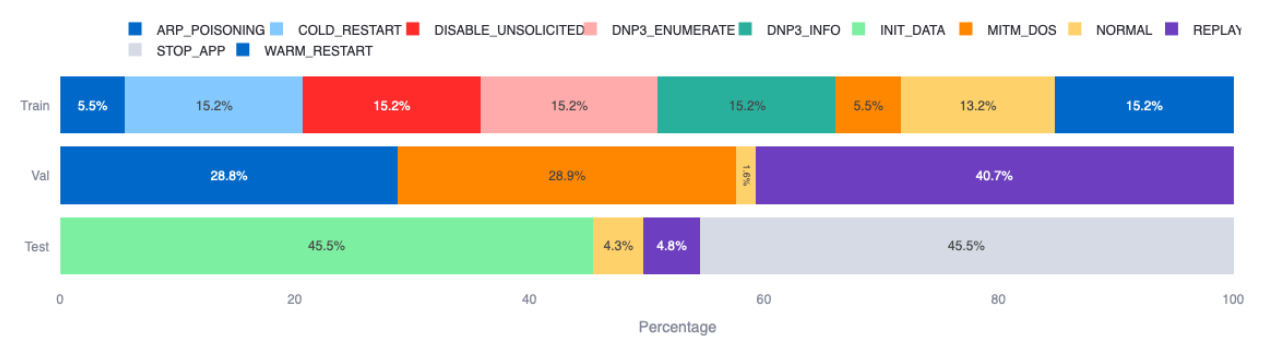 ARP_POISONING COLD_RESTART DISABLE_UNSOLICITED DNP3_ENUMERATE DNP3_INFO INIT_DATA MITM_DOS NORMAL REPLAY
STOP_APP WARM_RESTART
Train 5.5% 15.2% 15.2% 15.2% 15.2% 5.5% 13.2% 15.2%
Val 28.8% 28.9% 1.6% 40.7%
Test 45.5% 4.3% 4.8% 45.5%
0 20 40 60 80 100
Percentage